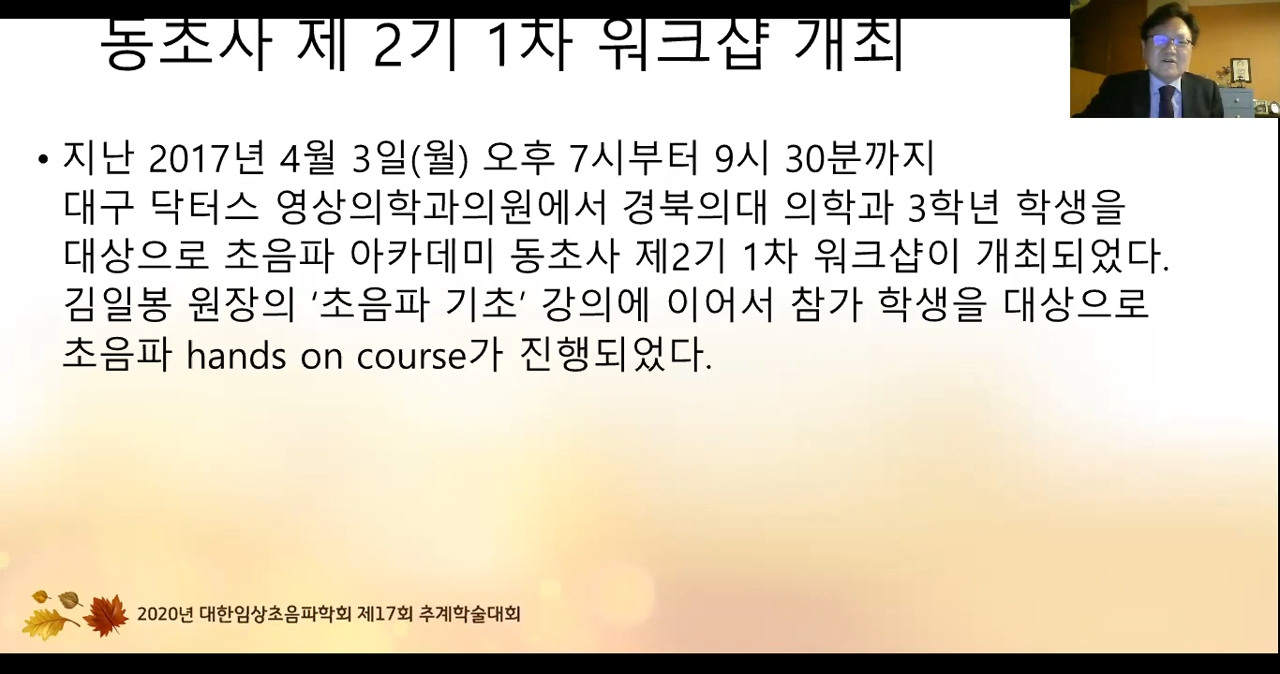 동초사 제 2기 1차 워크샵 개최
• 지난 2017년 4월 3일(월) 오후 7시부터 9시 30분까지
대구 닥터스 영상의학과의원에서 경북의대 의학과 3학년 학생을
대상으로 초음파 아카데미 동초사 제2기 1차 워크샵이 개최되었다.
김일봉 원장의 ‘초음파 기초’ 강의에 이어서 참가 학생을 대상으로
초음파 hands on course가 진행되었다.
2020년 대한임상초음파학회 제17회 추계학술대회